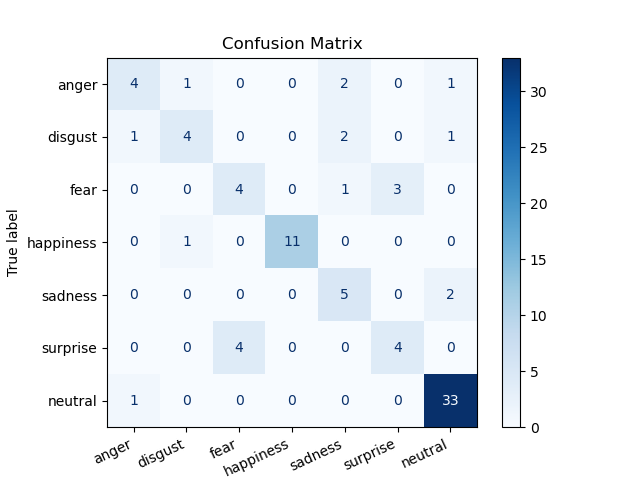 Confusion Matrix
True label
anger 4 1 0 0 2 0 1
disgust 1 4 0 0 2 0 1
fear 0 0 4 0 1 3 0
happiness 0 1 0 11 0 0 0
sadness 0 0 0 0 5 0 2
surprise 0 0 4 0 0 4 0
neutral 1 0 0 0 0 0 33
anger disgust fear happiness sadness surprise neutral
30
25
20
15
10
5
0